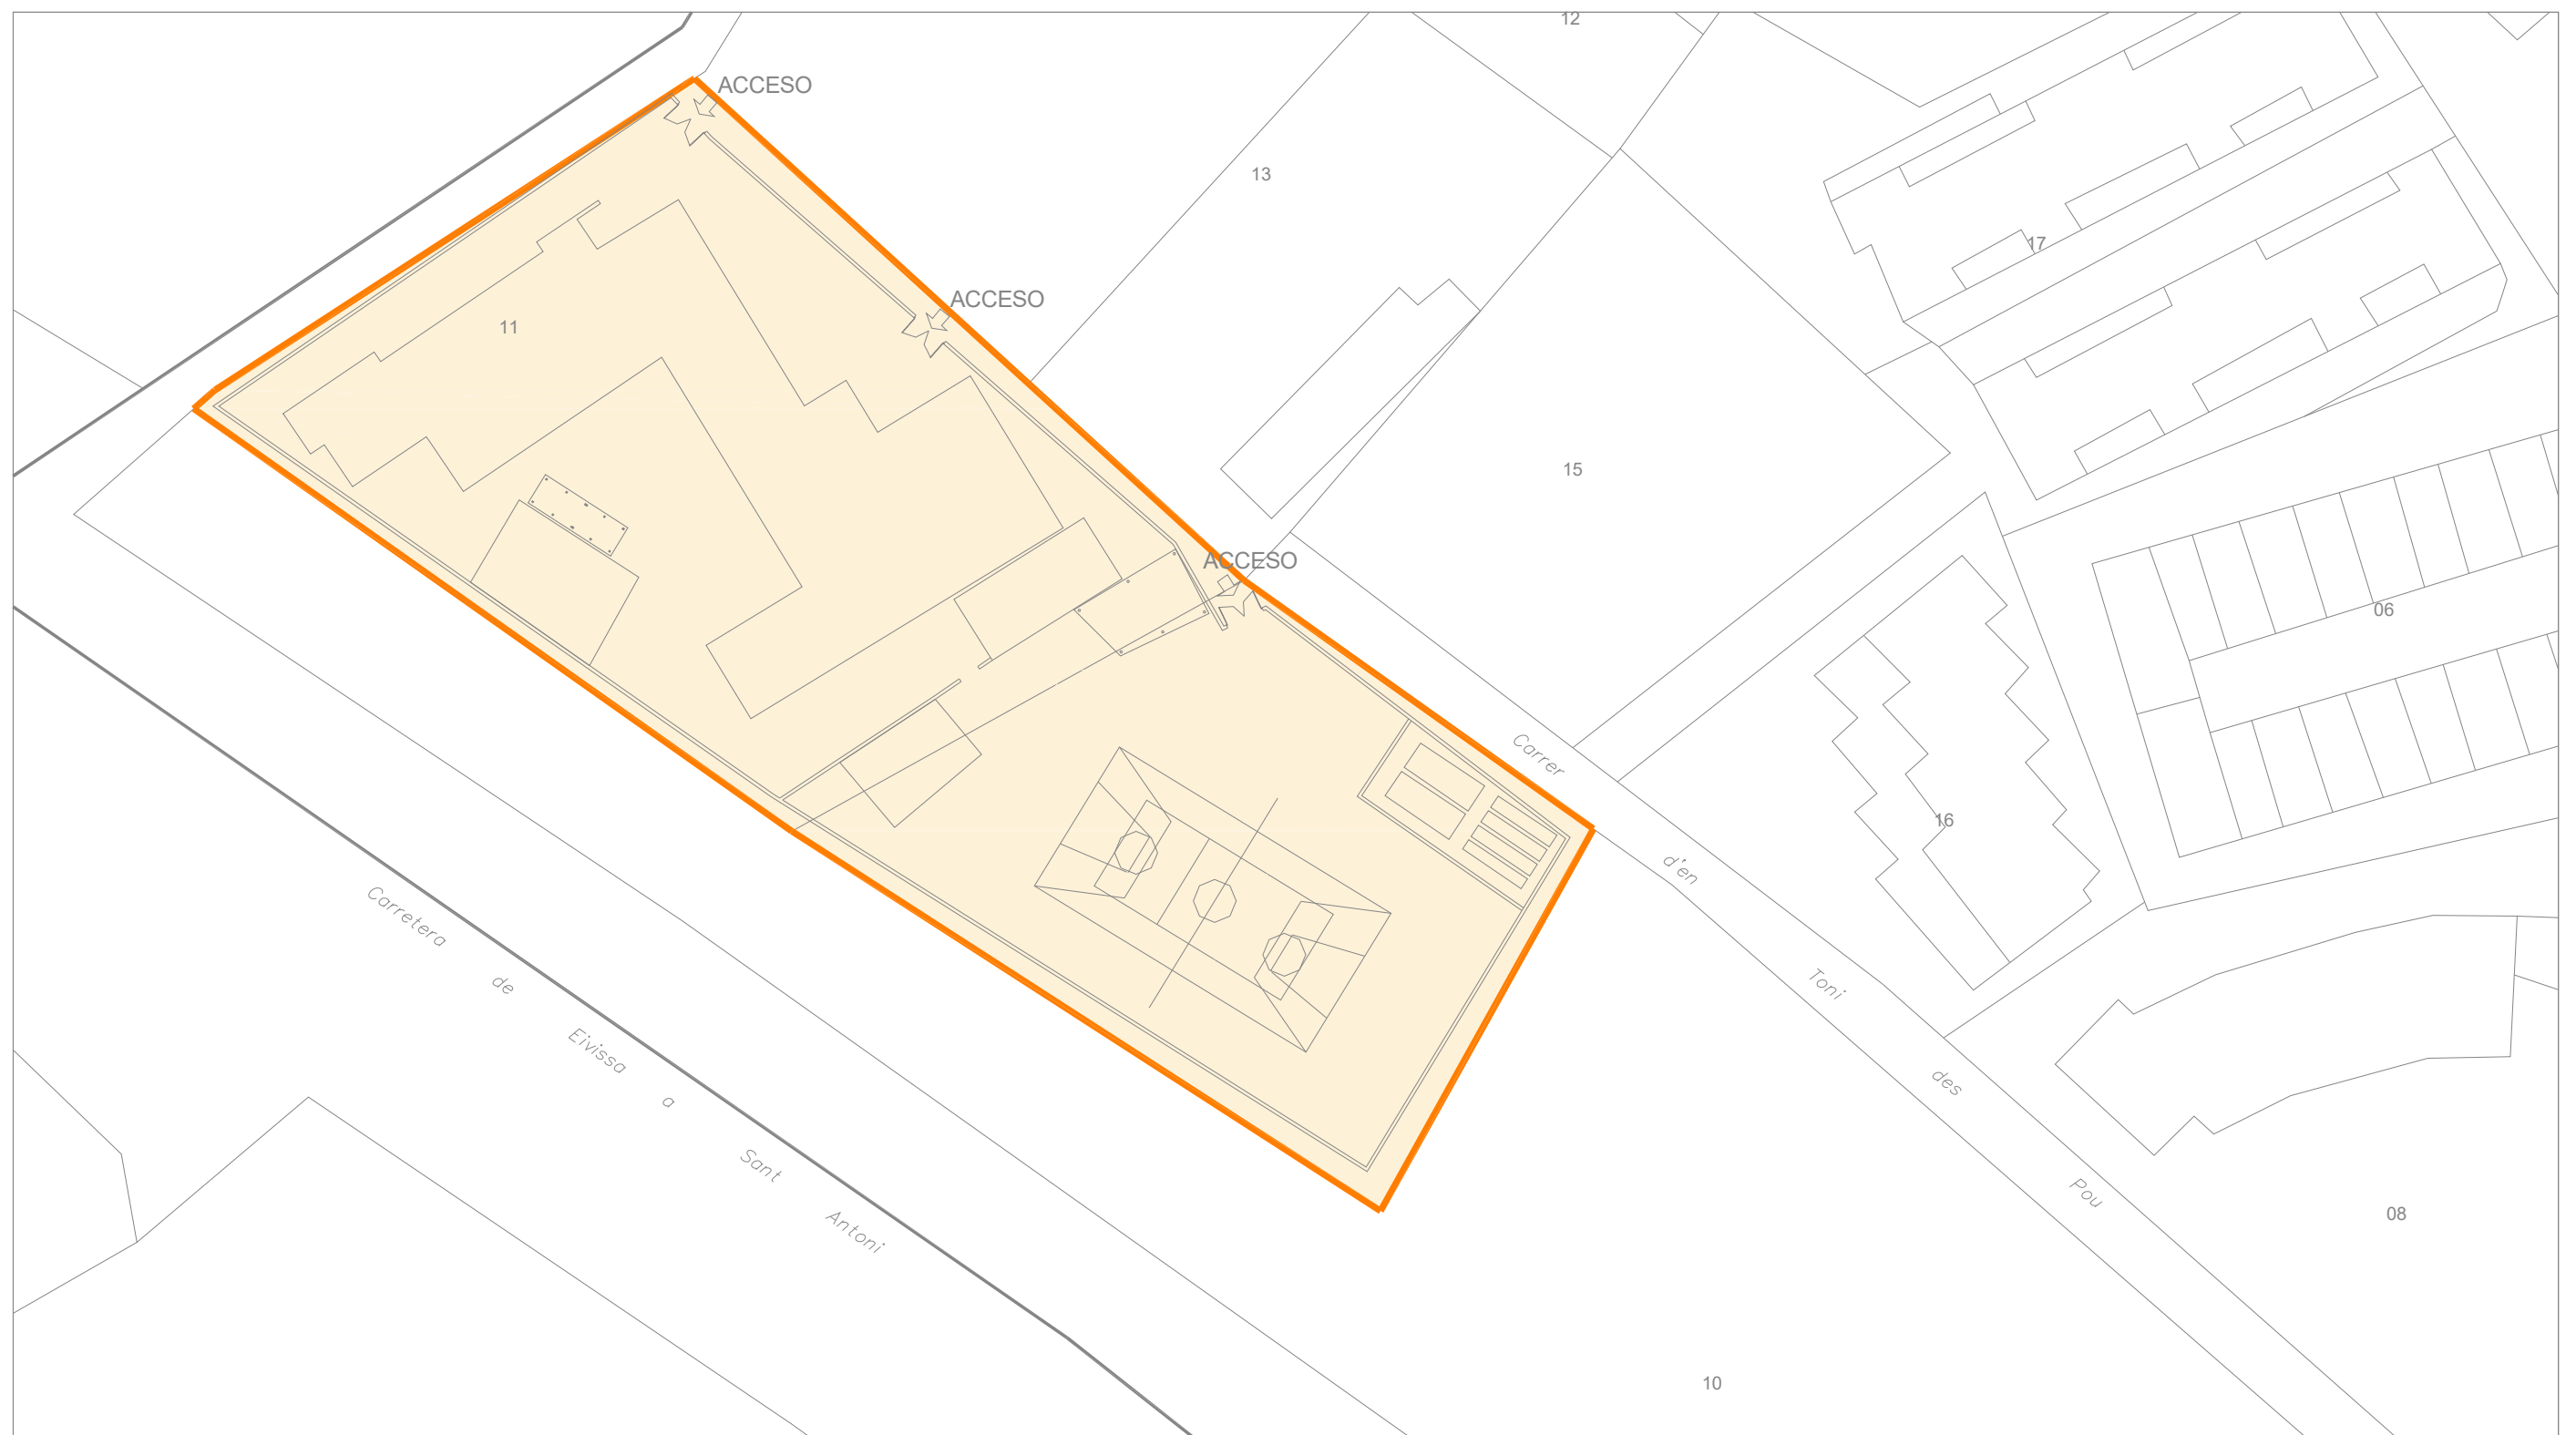 12
ACCESO
13
17
ACCESO
11
15
ACCESO
06
Carrer d'en Toni des Pou
16
Carretera de Eivissa a Sant Antoni
08
10